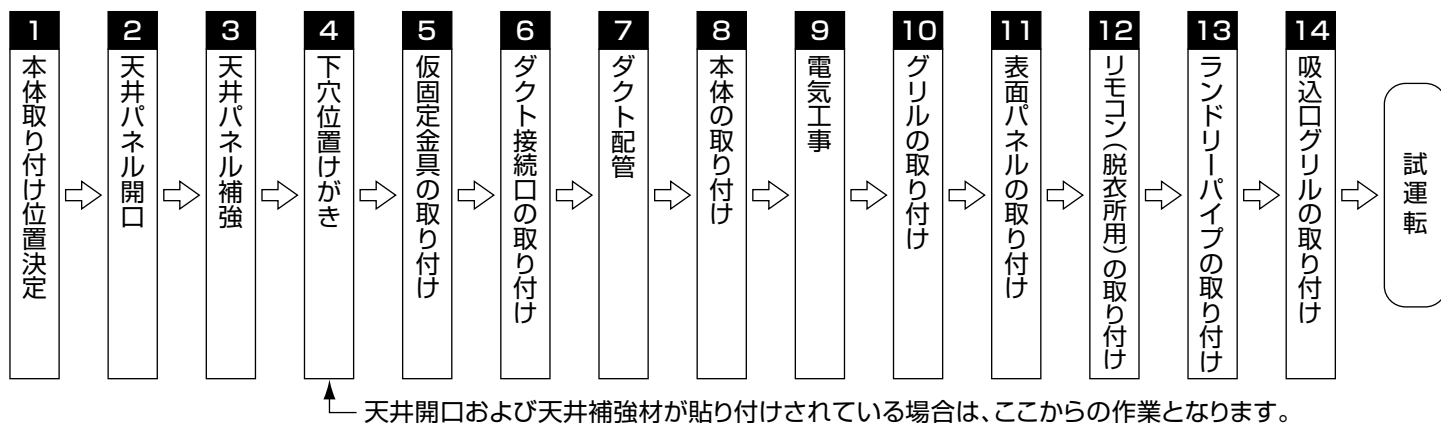 1
本体取り付け位置決定
2
天井パネル開口
3
天井パネル補強
4
下穴位置けがき
5
仮固定金具の取り付け
6
ダクト接続口の取り付け
7
ダクト配管
8
本体の取り付け
9
電気工事
10
グリルの取り付け
11
表面パネルの取り付け
12
リモコン(脱衣所用)の取り付け
13
ランドリーパイプの取り付け
14
吸込口グリルの取り付け
試運転
天井開口および天井補強材が貼り付けされている場合は、ここからの作業となります。